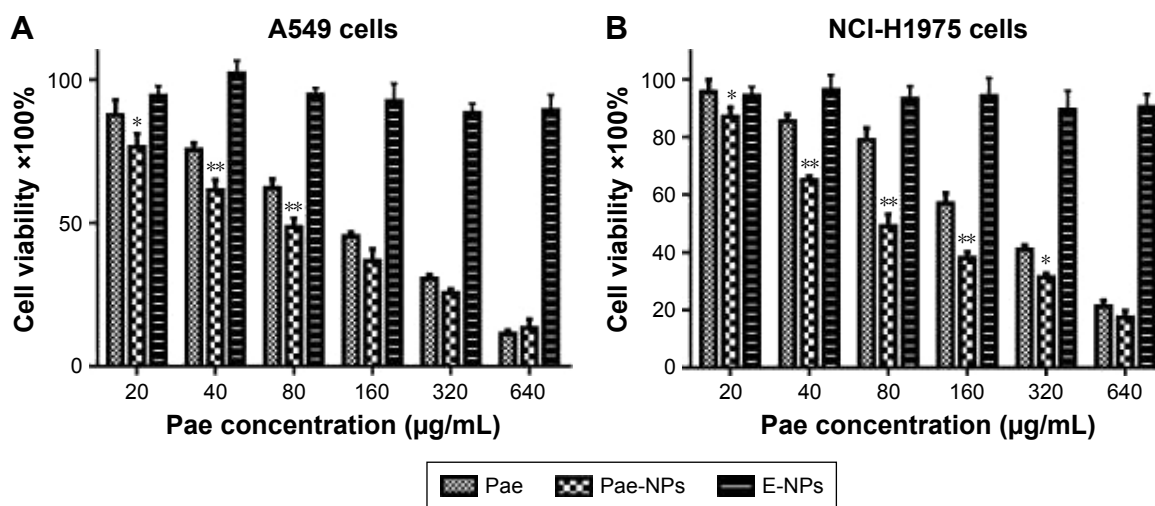 A
A549 cells
Cell viability ×100%
100
50
0
*
**
**
20 40 80 160 320 640
Pae concentration (µg/mL)
B
NCI-H1975 cells
Cell viability ×100%
100
80
60
40
20
0
*
**
**
**
*
20 40 80 160 320 640
Pae concentration (µg/mL)
Pae Pae-NPs E-NPs